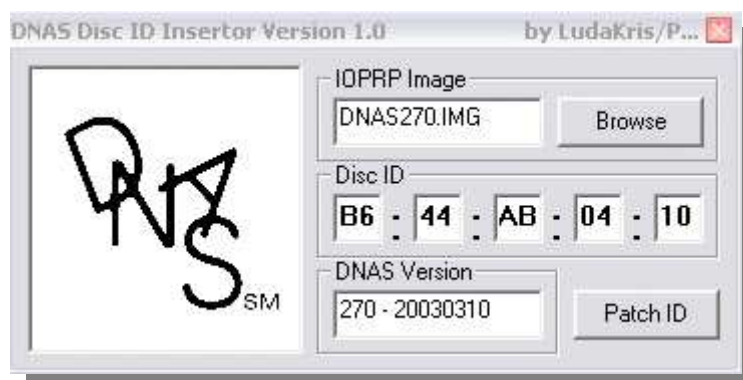 DNAS Disc ID Insertor Version 1.0 by LudaKris/P...
DNAS SM
IOPRP Image
DNAS270.IMG Browse
Disc ID
B6 : 44 : AB : 04 : 10
DNAS Version
270 - 20030310 Patch ID